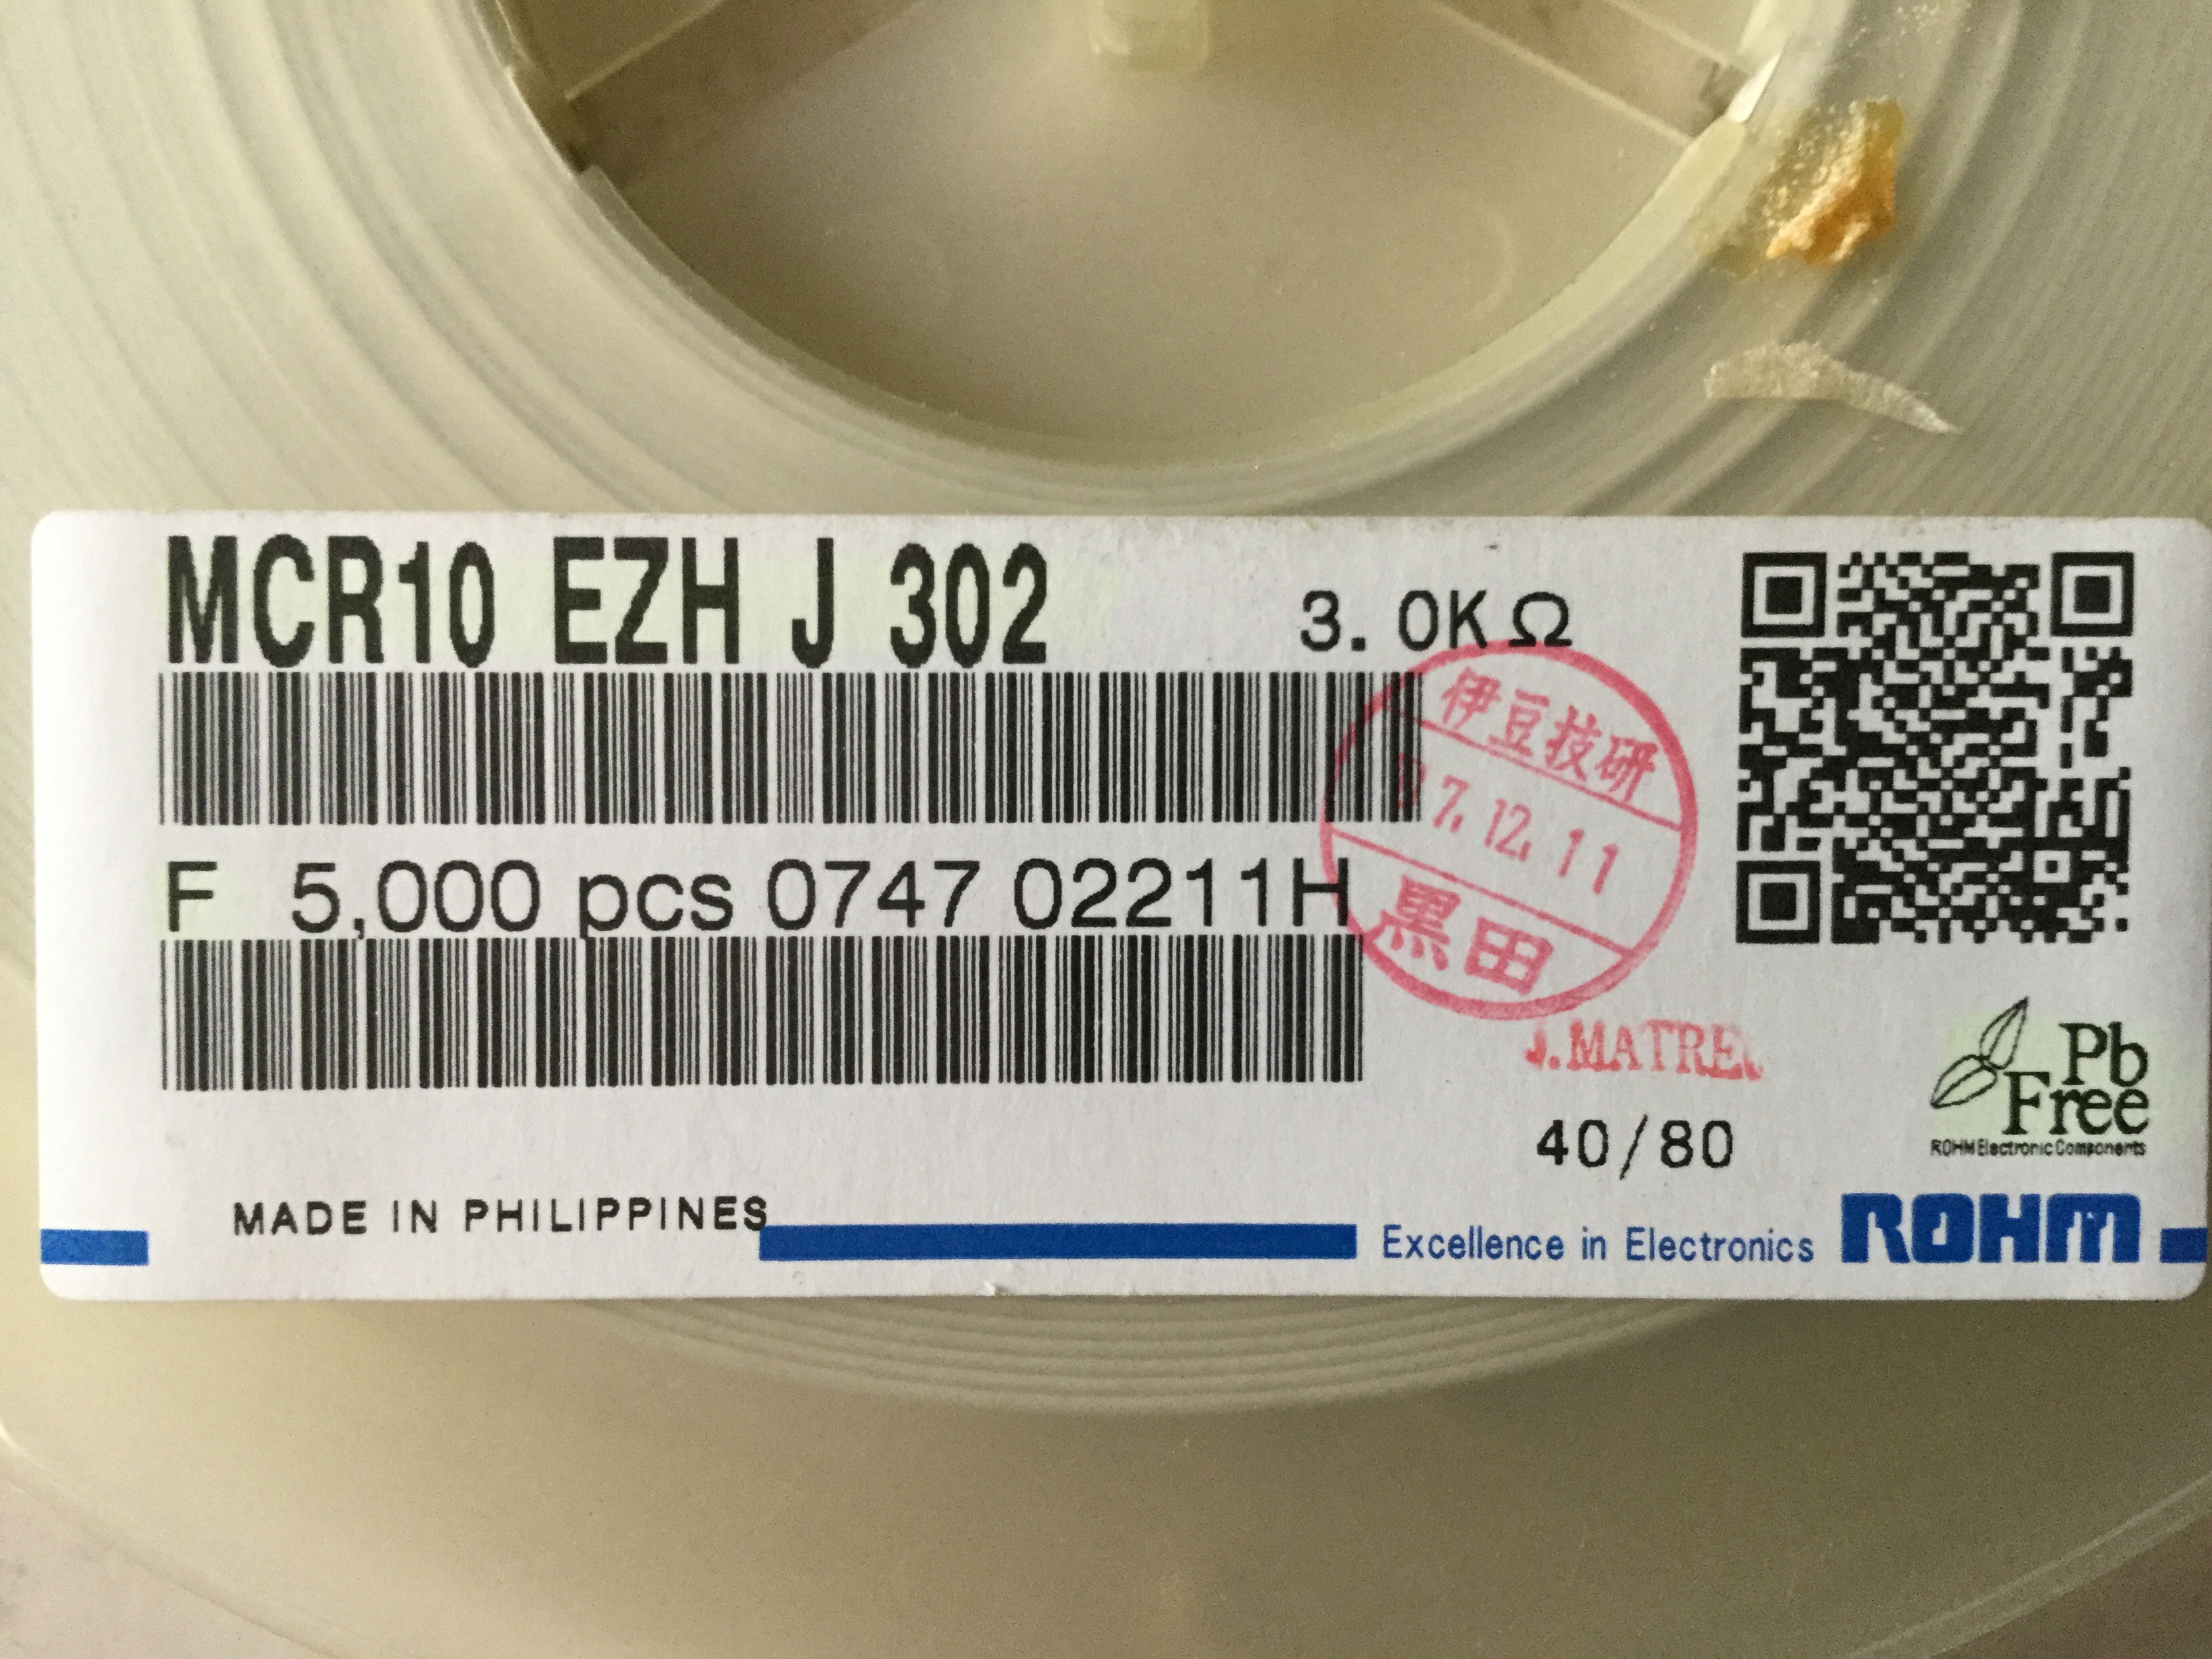 MCR10 EZH J 302
3.0KΩ
伊豆技研
7.12.11
黒田
F 5,000 pcs 0747 02211H
J.MATRE
40/80
Pb
Free
ROHM Electronic Components
MADE IN PHILIPPINES
Excellence in Electronics
ROHM